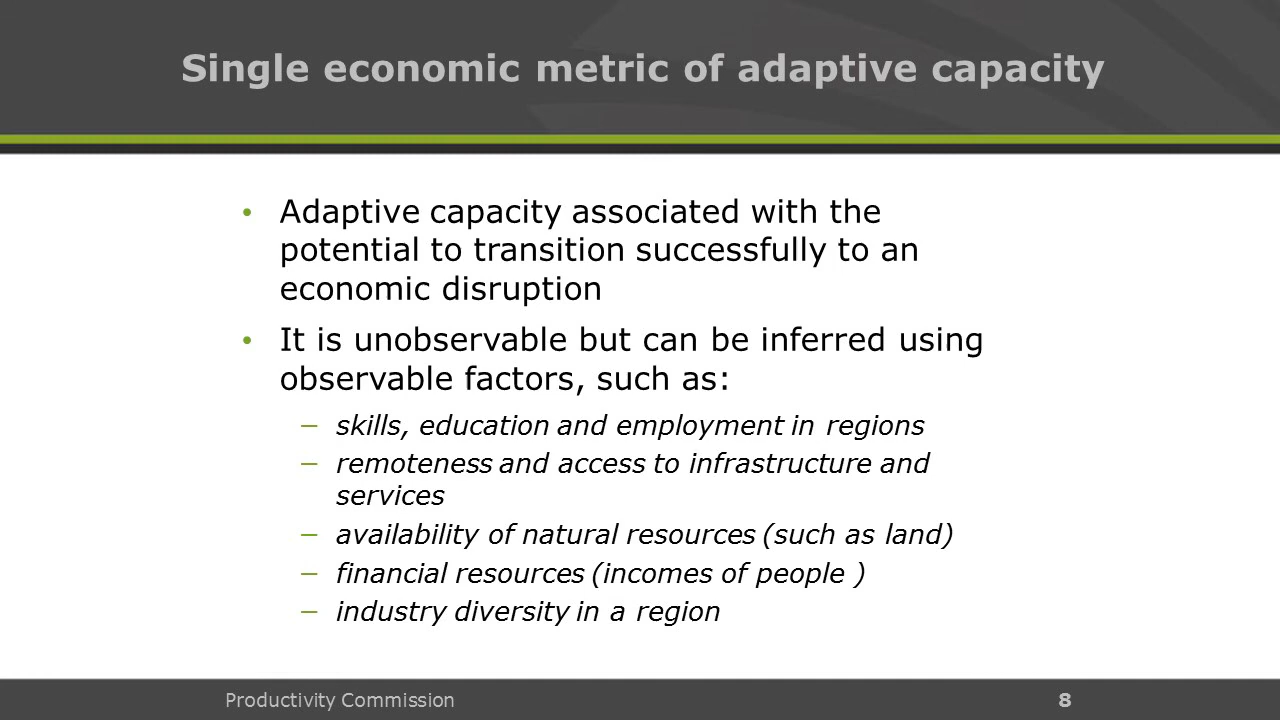 Single economic metric of adaptive capacity
• Adaptive capacity associated with the
potential to transition successfully to an
economic disruption
• It is unobservable but can be inferred using
observable factors, such as:
– skills, education and employment in regions
– remoteness and access to infrastructure and
services
– availability of natural resources (such as land)
– financial resources (incomes of people )
– industry diversity in a region
Productivity Commission 8